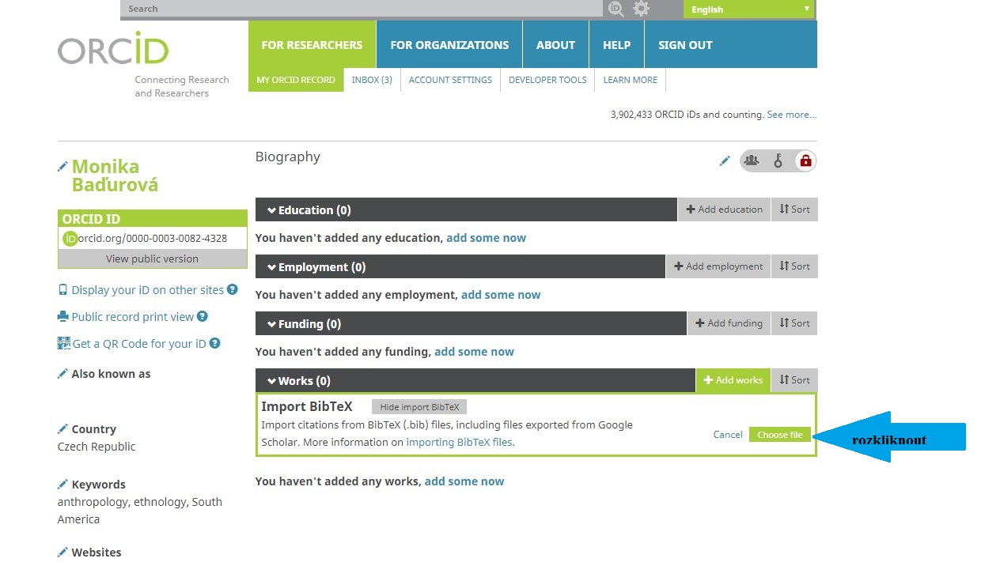 Search
English
ORCiD
Connecting Research
and Researchers
FOR RESEARCHERS
FOR ORGANIZATIONS
ABOUT
HELP
SIGN OUT
MY ORCID RECORD
INBOX (3)
ACCOUNT SETTINGS
DEVELOPER TOOLS
LEARN MORE
3,902,433 ORCID iDs and counting. See more...
Monika
Baďurová
ORCID ID
iD orcid.org/0000-0003-0082-4328
View public version
Display your iD on other sites ?
Public record print view ?
Get a QR Code for your iD ?
Also known as
Country
Czech Republic
Keywords
anthropology, ethnology, South
America
Websites
Biography
Education (0)
Add education
Sort
You haven't added any education, add some now
Employment (0)
Add employment
Sort
You haven't added any employment, add some now
Funding (0)
Add funding
Sort
You haven't added any funding, add some now
Works (0)
Add works
Sort
Import BibTeX
Hide import BibTeX
Import citations from BibTeX (.bib) files, including files exported from Google
Scholar. More information on importing BibTeX files.
Cancel
Choose file
rozkliknout
You haven't added any works, add some now